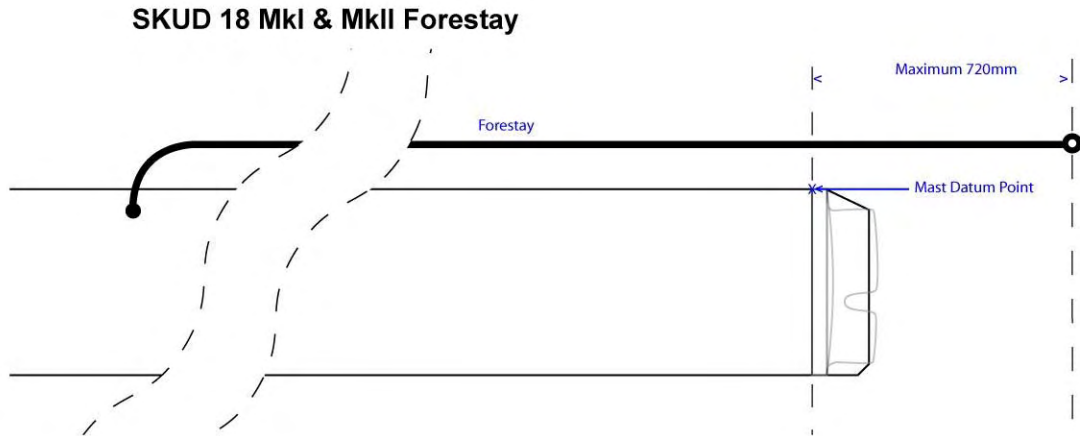 SKUD 18 MkI & MkII Forestay
Maximum 720mm
Forestay
Mast Datum Point